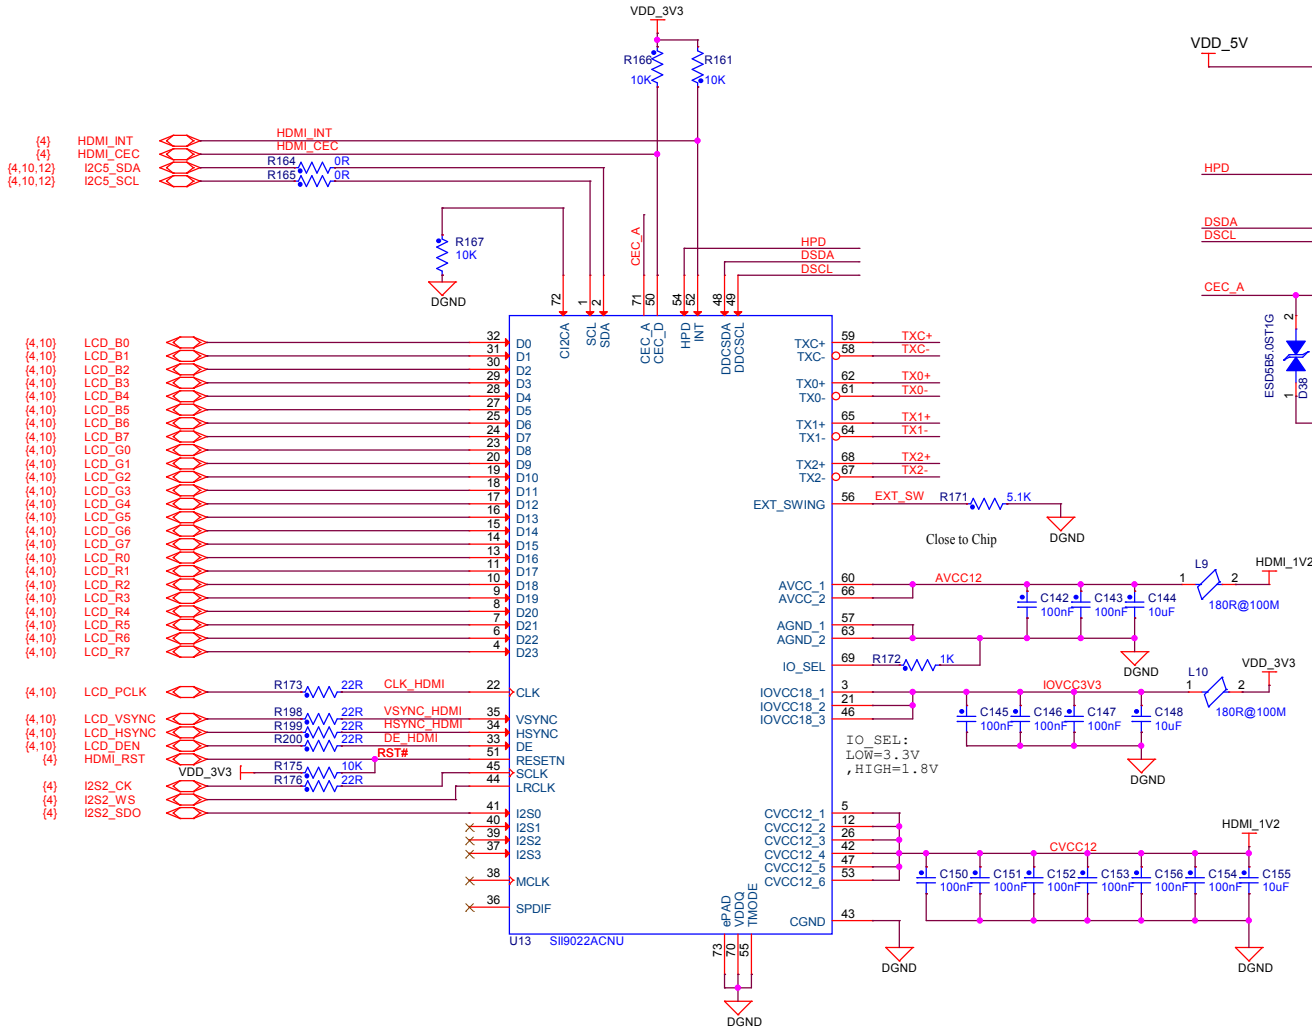 VDD_3V3
VDD_5V
R166
10K
R161
10K
{4} HDMI_INT HDMI_INT
{4} HDMI_CEC HDMI_CEC
{4,10,12} I2C5_SDA R164 0R
{4,10,12} I2C5_SCL R165 0R
HPD
DSDA
DSCL
CEC_A
R167
10K
DGND
CEC_A
HPD
DSDA
DSCL
72 1 2 71 50 54 52 48 49
CI2CA SCL SDA CEC_A CEC_D HPD INT DDCSDA DDCSCL
ESD5B5.0ST1G
2
1
D38
{4,10} LCD_B0 32 D0
{4,10} LCD_B1 31 D1
{4,10} LCD_B2 30 D2
{4,10} LCD_B3 29 D3
{4,10} LCD_B4 28 D4
{4,10} LCD_B5 27 D5
{4,10} LCD_B6 25 D6
{4,10} LCD_B7 24 D7
{4,10} LCD_G0 23 D8
{4,10} LCD_G1 20 D9
{4,10} LCD_G2 19 D10
{4,10} LCD_G3 18 D11
{4,10} LCD_G4 17 D12
{4,10} LCD_G5 16 D13
{4,10} LCD_G6 15 D14
{4,10} LCD_G7 14 D15
{4,10} LCD_R0 13 D16
{4,10} LCD_R1 11 D17
{4,10} LCD_R2 10 D18
{4,10} LCD_R3 9 D19
{4,10} LCD_R4 8 D20
{4,10} LCD_R5 7 D21
{4,10} LCD_R6 6 D22
{4,10} LCD_R7 4 D23
{4,10} LCD_PCLK R173 22R CLK_HDMI 22 CLK
{4,10} LCD_VSYNC R198 22R VSYNC_HDMI 35 VSYNC
{4,10} LCD_HSYNC R199 22R HSYNC_HDMI 34 HSYNC
{4,10} LCD_DEN R200 22R DE_HDMI 33 DE
{4} HDMI_RST RST# 51 RESETN
VDD_3V3 R175 10K 45 SCLK
{4} I2S2_CK R176 22R 44 LRCLK
{4} I2S2_WS
{4} I2S2_SDO 41 I2S0
40 I2S1
39 I2S2
37 I2S3
38 MCLK
36 SPDIF
U13 SII9022ACNU
TXC+ 59 TXC+
TXC- 58 TXC-
TX0+ 62 TX0+
TX0- 61 TX0-
TX1+ 65 TX1+
TX1- 64 TX1-
TX2+ 68 TX2+
TX2- 67 TX2-
EXT_SWING 56 EXT_SW R171 5.1K
DGND
Close to Chip
AVCC_1 60 AVCC12
AVCC_2 66
1 L9 2 HDMI_1V2
180R@100M
C142 100nF
C143 100nF
C144 10uF
AGND_1 57
AGND_2 63
DGND
IO_SEL 69 R172 1K
IOVCC18_1 3 IOVCC3V3
IOVCC18_2 21
IOVCC18_3 46
1 L10 2 VDD_3V3
180R@100M
C145 100nF
C146 100nF
C147 100nF
C148 10uF
DGND
IO_SEL:
LOW=3.3V
,HIGH=1.8V
CVCC12_1 5
CVCC12_2 12
CVCC12_3 26
CVCC12_4 42 CVCC12
CVCC12_5 47
CVCC12_6 53
HDMI_1V2
C150 100nF
C151 100nF
C152 100nF
C153 100nF
C156 100nF
C154 100nF
C155 10uF
CGND 43
DGND
DGND
ePAD VDDQ TMODE
73 70 55
DGND